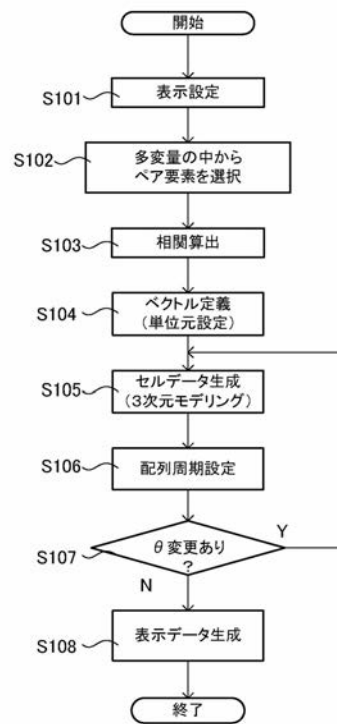 開始
S101
表示設定
S102
多変量の中から
ペア要素を選択
S103
相関算出
S104
ベクトル定義
(単位元設定)
S105
セルデータ生成
(3次元モデリング)
S106
配列周期設定
S107
θ変更あり
?
Y
N
S108
表示データ生成
終了